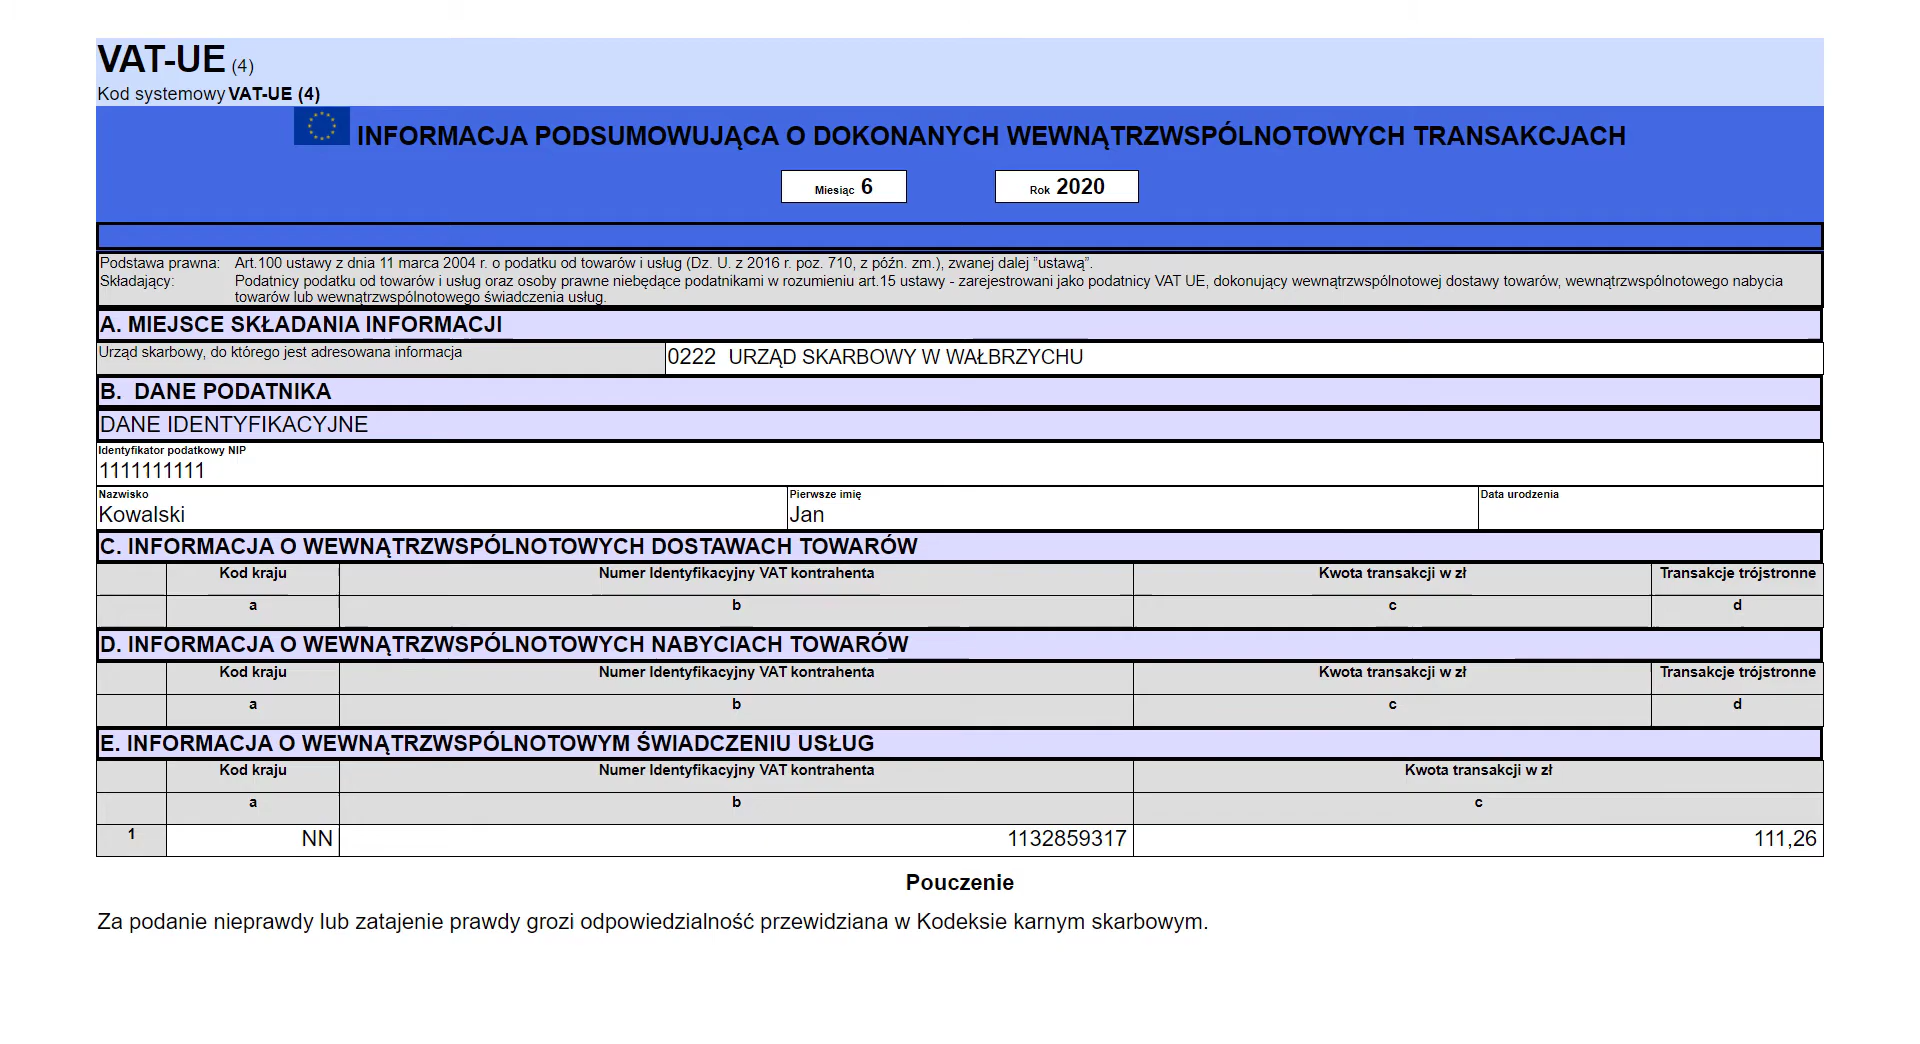 VAT-UE (4)
Kod systemowy VAT-UE (4)
INFORMACJA PODSUMOWUJĄCA O DOKONANYCH WEWNĄTRZWSPÓLNOTOWYCH TRANSAKCJACH
Miesiąc 6 Rok 2020
Podstawa prawna: Art.100 ustawy z dnia 11 marca 2004 r. o podatku od towarów i usług (Dz. U. z 2016 r. poz. 710, z późn. zm.), zwanej dalej ”ustawą”.
Składający: Podatnicy podatku od towarów i usług oraz osoby prawne niebędące podatnikami w rozumieniu art.15 ustawy - zarejestrowani jako podatnicy VAT UE, dokonujący wewnątrzwspólnotowej dostawy towarów, wewnątrzwspólnotowego nabycia
towarów lub wewnątrzwspólnotowego świadczenia usług.
A. MIEJSCE SKŁADANIA INFORMACJI
Urząd skarbowy, do którego jest adresowana informacja 0222 URZĄD SKARBOWY W WAŁBRZYCHU
B. DANE PODATNIKA
DANE IDENTYFIKACYJNE
Identyfikator podatkowy NIP
1111111111
Nazwisko Pierwsze imię Data urodzenia
Kowalski Jan
C. INFORMACJA O WEWNĄTRZWSPÓLNOTOWYCH DOSTAWACH TOWARÓW
Kod kraju Numer Identyfikacyjny VAT kontrahenta Kwota transakcji w zł Transakcje trójstronne
a b c d
D. INFORMACJA O WEWNĄTRZWSPÓLNOTOWYCH NABYCIACH TOWARÓW
Kod kraju Numer Identyfikacyjny VAT kontrahenta Kwota transakcji w zł Transakcje trójstronne
a b c d
E. INFORMACJA O WEWNĄTRZWSPÓLNOTOWYM ŚWIADCZENIU USŁUG
Kod kraju Numer Identyfikacyjny VAT kontrahenta Kwota transakcji w zł
a b c
1 NN 1132859317 111,26
Pouczenie
Za podanie nieprawdy lub zatajenie prawdy grozi odpowiedzialność przewidziana w Kodeksie karnym skarbowym.